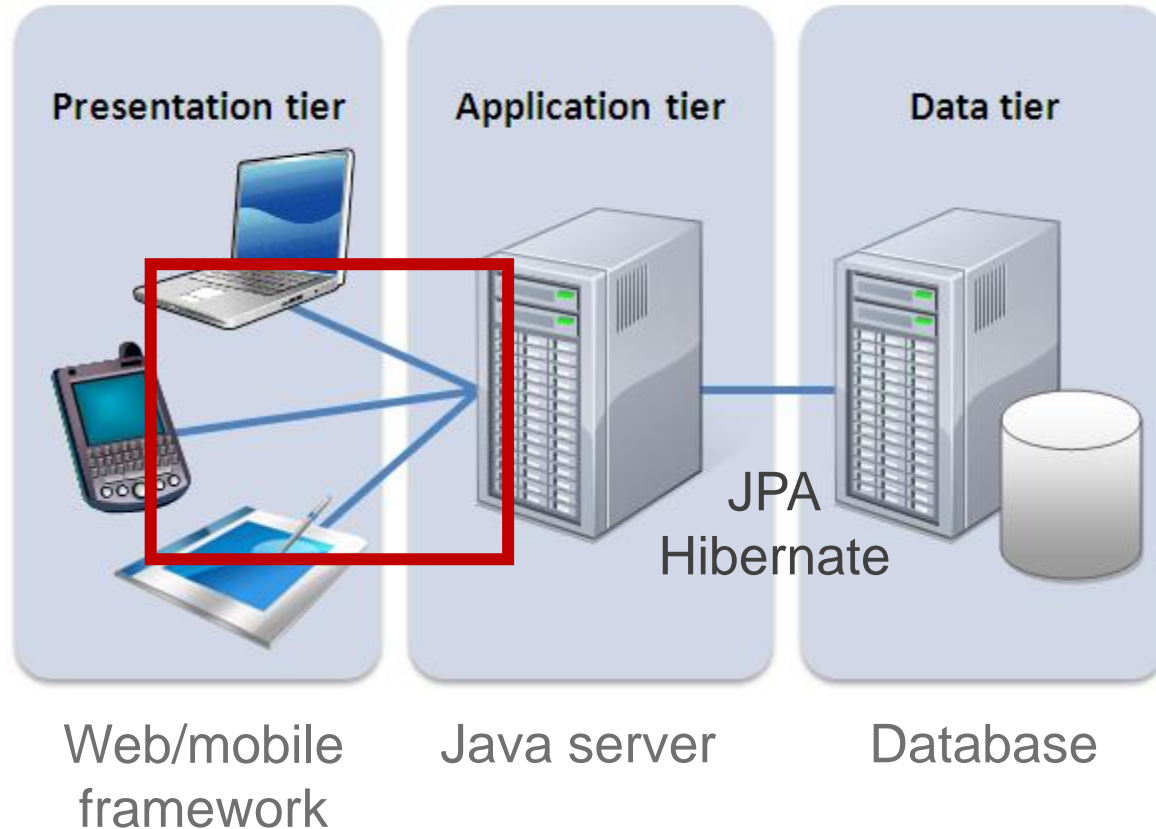 Presentation tier
Application tier
Data tier
JPA
Hibernate
Web/mobile
framework
Java server
Database